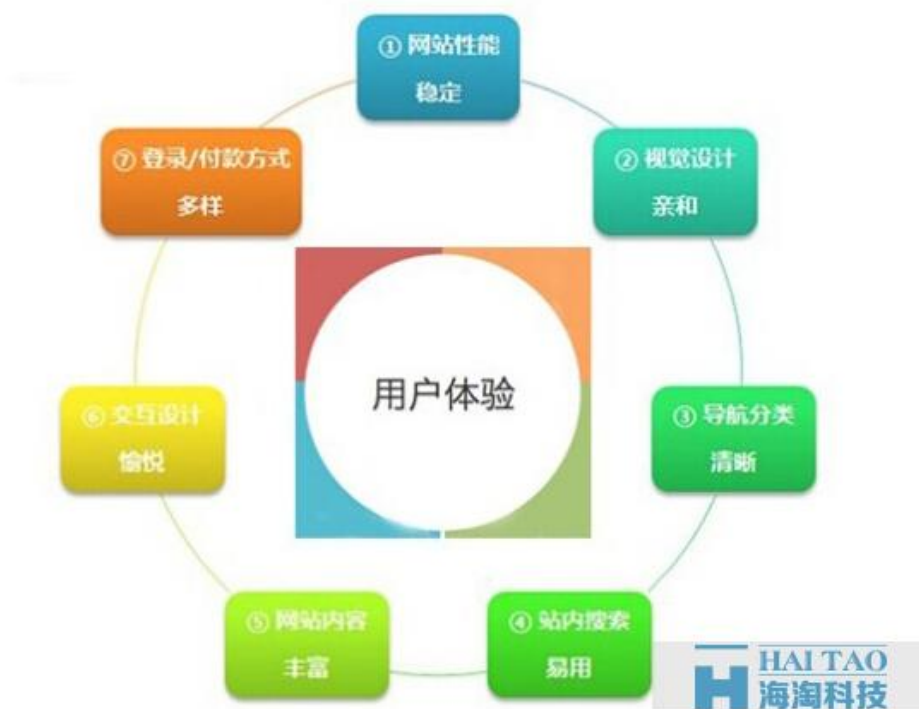 ① 网站性能
稳定
② 视觉设计
亲和
③ 导航分类
清晰
④ 站内搜索
易用
⑤ 网站内容
丰富
⑥ 交互设计
愉悦
⑦ 登录/付款方式
多样
用户体验
HAI TAO
海淘科技